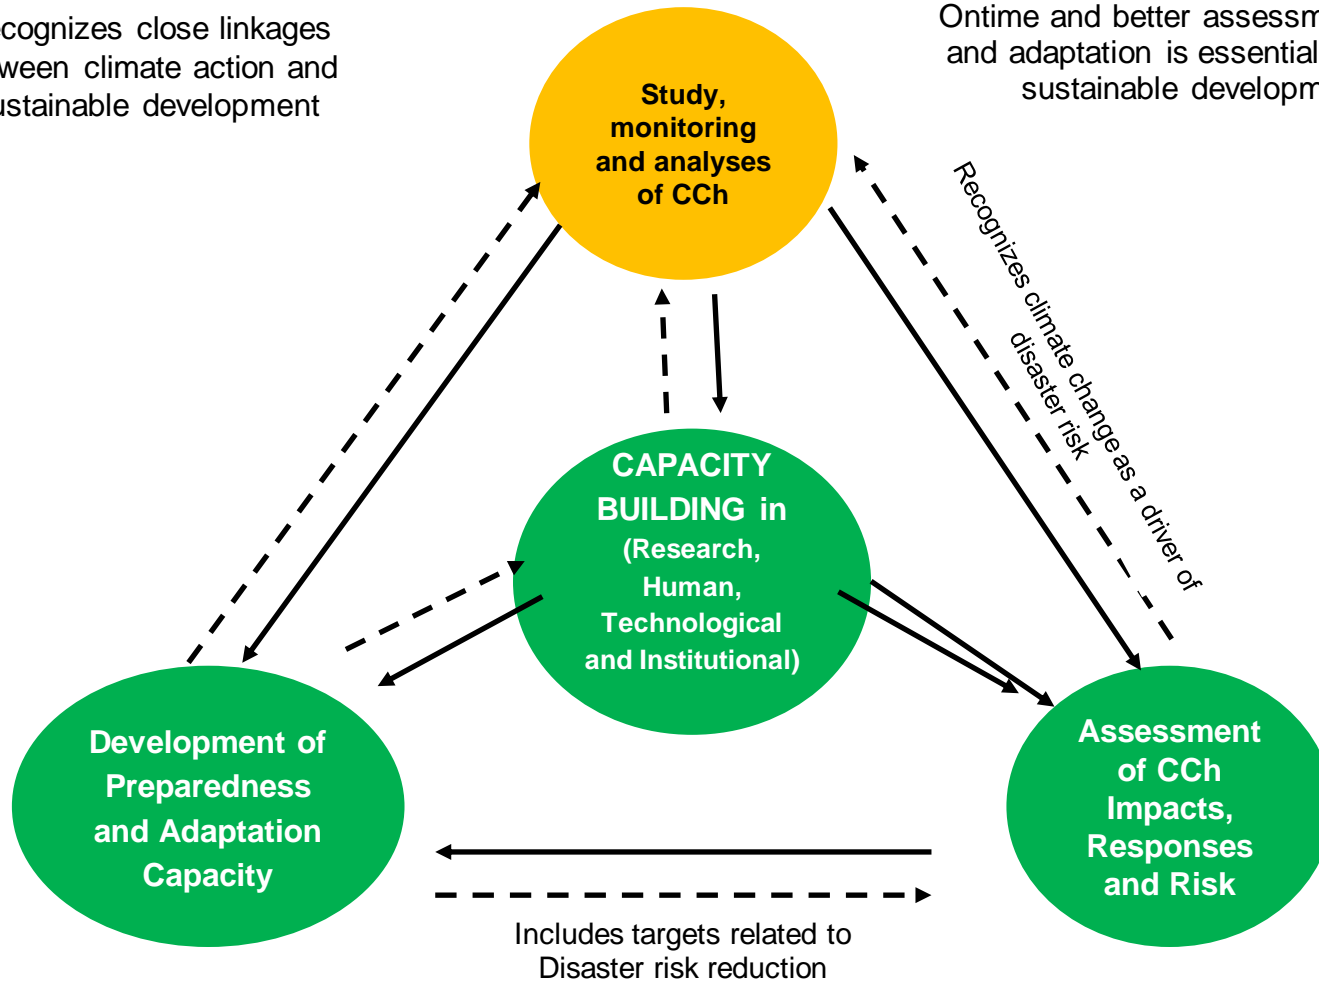 ecognizes close linkages
ween climate action and
ustainable development
Ontime and better assessm
and adaptation is essential
sustainable developm
Study,
monitoring
and analyses
of CCh
Recognizes climate change as a driver of
disaster risk
CAPACITY
BUILDING in
(Research,
Human,
Technological
and Institutional)
Development of
Preparedness
and Adaptation
Capacity
Assessment
of CCh
Impacts,
Responses
and Risk
Includes targets related to
Disaster risk reduction